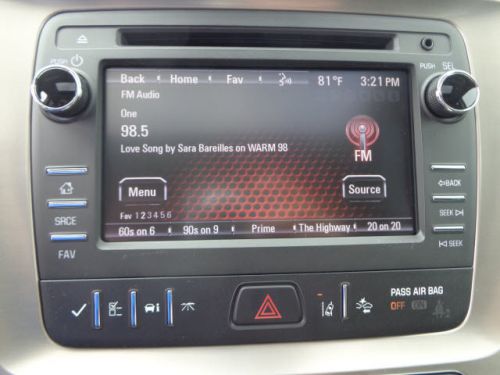 PUSH
PUSH SEL
Back Home Fav 81°F 3:21 PM
FM Audio
One
98.5
Love Song by Sara Bareilles on WARM 98
FM
Menu
Source
Fav 1 2 3 4 5 6
60s on 6 90s on 9 Prime The Highway 20 on 20
SRCE
FAV
BACK
SEEK
SEEK
PASS AIR BAG
OFF ON
2